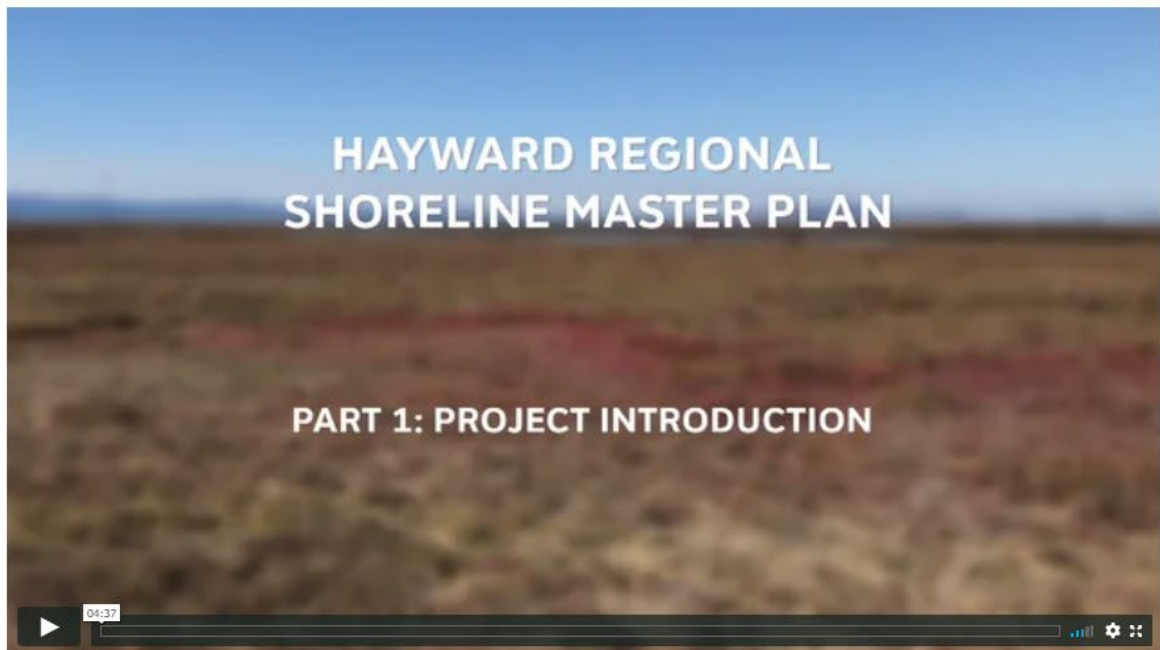 HAYWARD REGIONAL
SHORELINE MASTER PLAN
PART 1: PROJECT INTRODUCTION
04:37